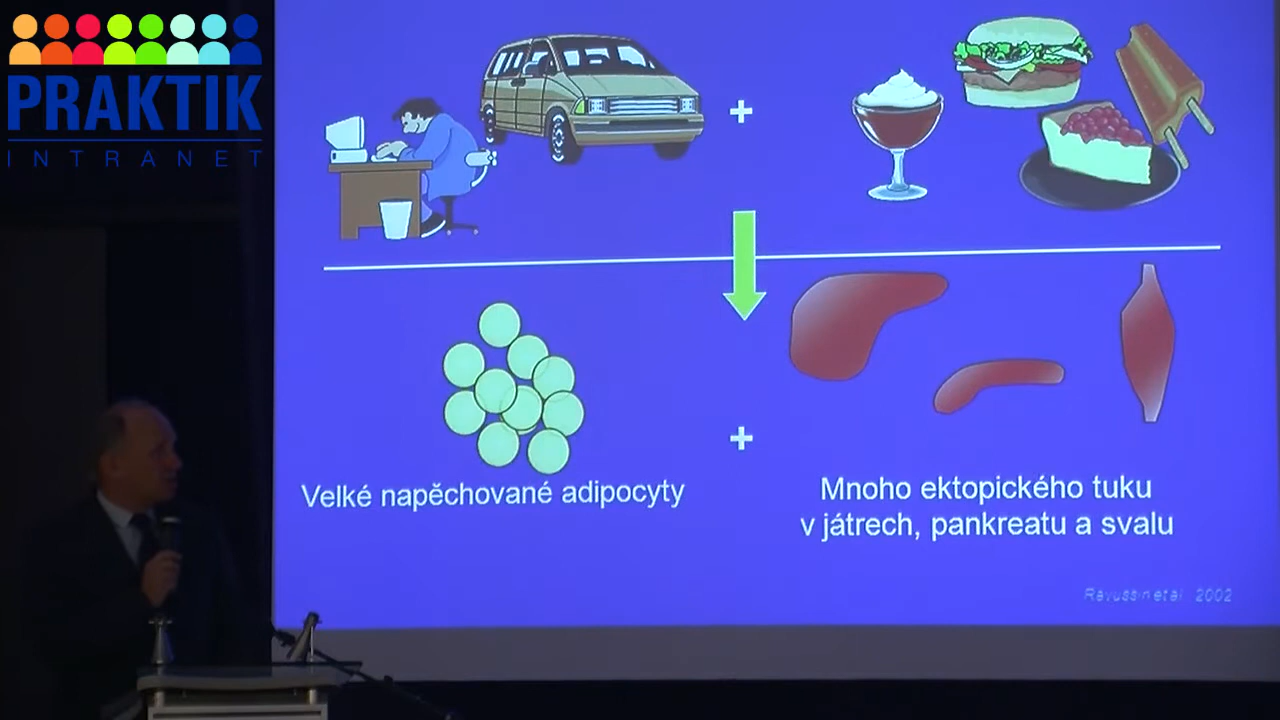 PRAKTIK
INTRANET
+
Velké napěchované adipocyty
+
Mnoho ektopického tuku
v játrech, pankreatu a svalu
Ravussin et al 2002